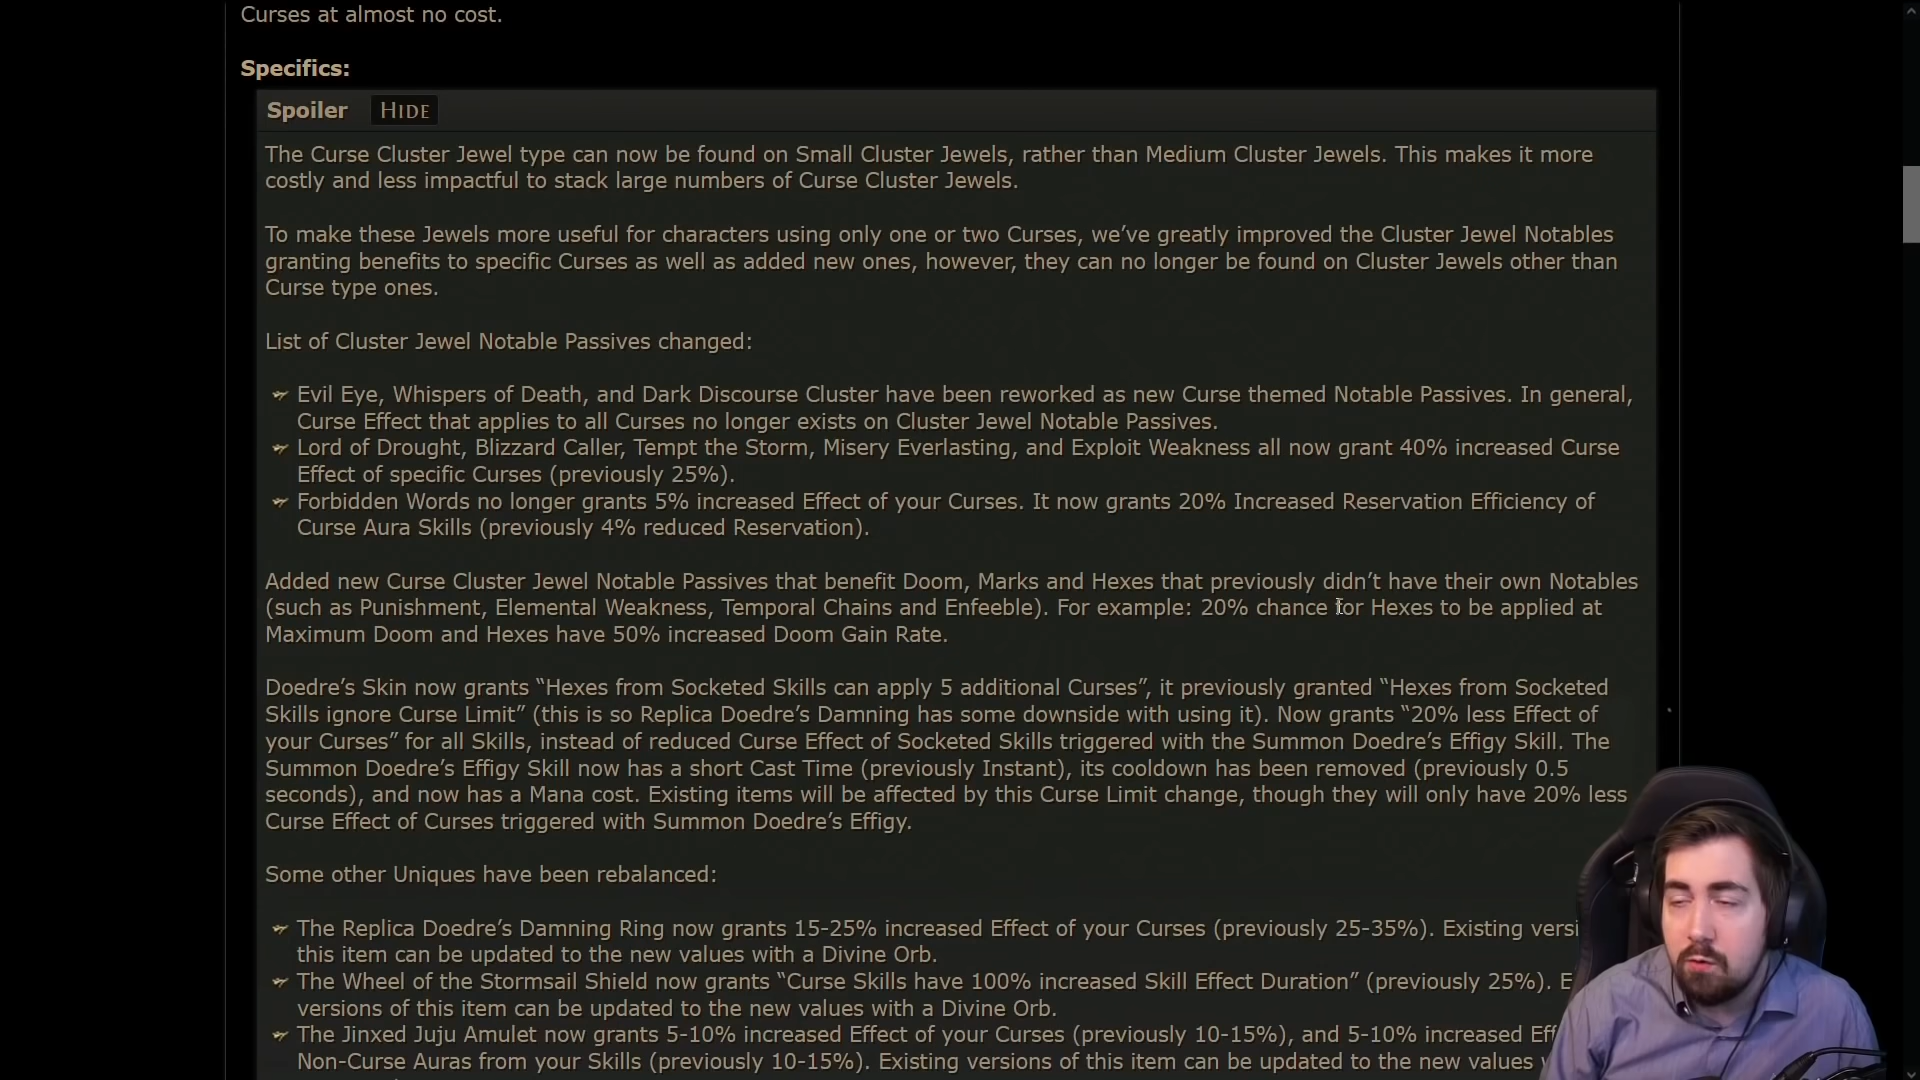 Curses at almost no cost.
Specifics:
Spoiler HIDE
The Curse Cluster Jewel type can now be found on Small Cluster Jewels, rather than Medium Cluster Jewels. This makes it more
costly and less impactful to stack large numbers of Curse Cluster Jewels.
To make these Jewels more useful for characters using only one or two Curses, we’ve greatly improved the Cluster Jewel Notables
granting benefits to specific Curses as well as added new ones, however, they can no longer be found on Cluster Jewels other than
Curse type ones.
List of Cluster Jewel Notable Passives changed:
Evil Eye, Whispers of Death, and Dark Discourse Cluster have been reworked as new Curse themed Notable Passives. In general,
Curse Effect that applies to all Curses no longer exists on Cluster Jewel Notable Passives.
Lord of Drought, Blizzard Caller, Tempt the Storm, Misery Everlasting, and Exploit Weakness all now grant 40% increased Curse
Effect of specific Curses (previously 25%).
Forbidden Words no longer grants 5% increased Effect of your Curses. It now grants 20% Increased Reservation Efficiency of
Curse Aura Skills (previously 4% reduced Reservation).
Added new Curse Cluster Jewel Notable Passives that benefit Doom, Marks and Hexes that previously didn’t have their own Notables
(such as Punishment, Elemental Weakness, Temporal Chains and Enfeeble). For example: 20% chance for Hexes to be applied at
Maximum Doom and Hexes have 50% increased Doom Gain Rate.
Doedre’s Skin now grants “Hexes from Socketed Skills can apply 5 additional Curses”, it previously granted “Hexes from Socketed
Skills ignore Curse Limit” (this is so Replica Doedre’s Damning has some downside with using it). Now grants “20% less Effect of
your Curses” for all Skills, instead of reduced Curse Effect of Socketed Skills triggered with the Summon Doedre’s Effigy Skill. The
Summon Doedre’s Effigy Skill now has a short Cast Time (previously Instant), its cooldown has been removed (previously 0.5
seconds), and now has a Mana cost. Existing items will be affected by this Curse Limit change, though they will only have 20% less
Curse Effect of Curses triggered with Summon Doedre’s Effigy.
Some other Uniques have been rebalanced:
The Replica Doedre’s Damning Ring now grants 15-25% increased Effect of your Curses (previously 25-35%). Existing versi
this item can be updated to the new values with a Divine Orb.
The Wheel of the Stormsail Shield now grants “Curse Skills have 100% increased Skill Effect Duration” (previously 25%). E
versions of this item can be updated to the new values with a Divine Orb.
The Jinxed Juju Amulet now grants 5-10% increased Effect of your Curses (previously 10-15%), and 5-10% increased Ef
Non-Curse Auras from your Skills (previously 10-15%). Existing versions of this item can be updated to the new values